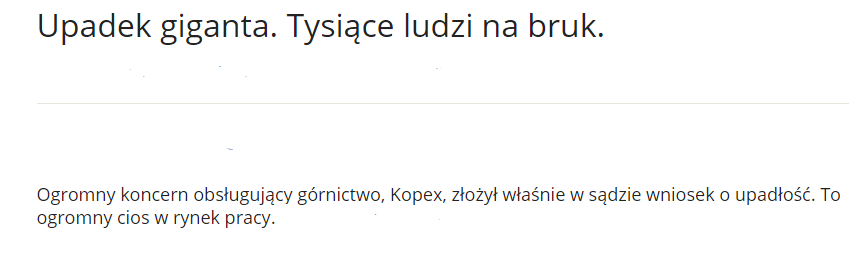 Upadek giganta. Tysiące ludzi na bruk.
Ogromny koncern obsługujący górnictwo, Kopex, złożył właśnie w sądzie wniosek o upadłość. To
ogromny cios w rynek pracy.